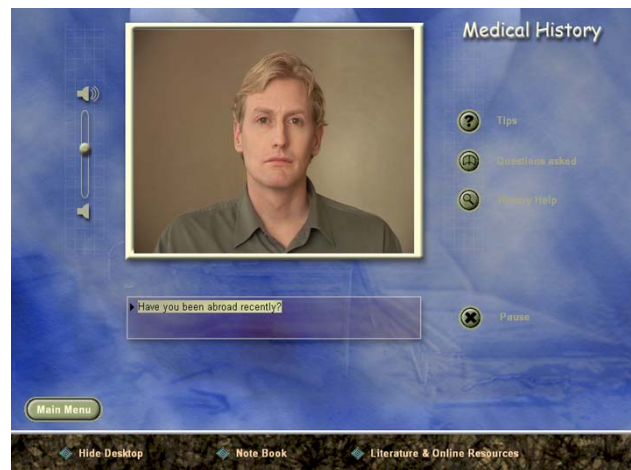 Medical History
Tips
Questions asked
History Help
Have you been abroad recently?
Pause
Main Menu
Hide Desktop
Note Book
Literature & Online Resources